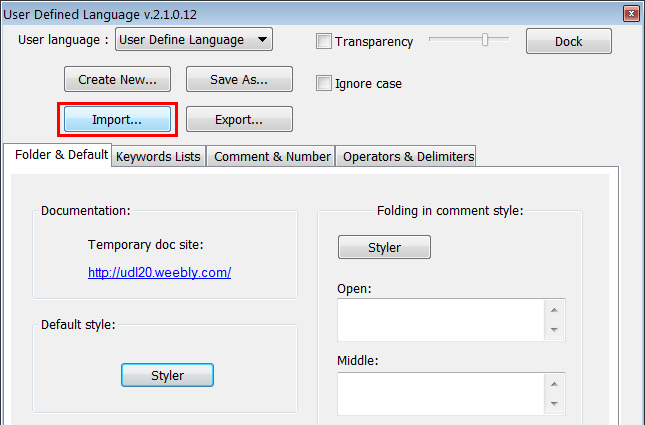 User Defined Language v.2.1.0.12
User language : User Define Language Transparency Dock
Create New... Save As... Ignore case
Import... Export...
Folder & Default Keywords Lists Comment & Number Operators & Delimiters
Documentation: Folding in comment style:
Temporary doc site: Styler
http://udl20.weebly.com/
Open:
Default style:
Middle:
Styler